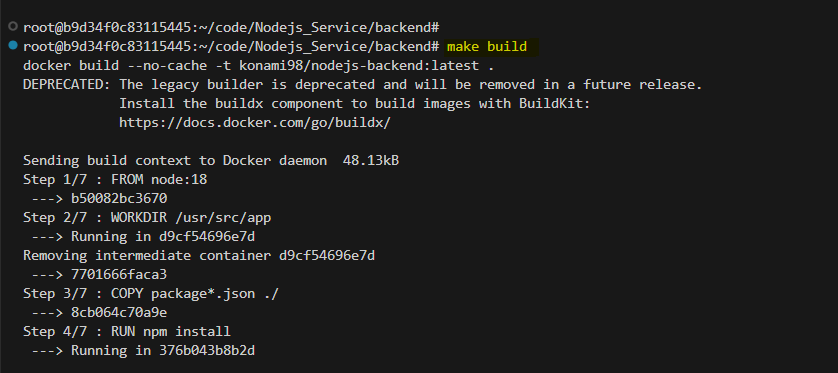 root@b9d34f0c83115445:~/code/Nodejs_Service/backend#
root@b9d34f0c83115445:~/code/Nodejs_Service/backend# make build
docker build --no-cache -t konami98/nodejs-backend:latest .
DEPRECATED: The legacy builder is deprecated and will be removed in a future release.
            Install the buildx component to build images with BuildKit:
            https://docs.docker.com/go/buildx/

Sending build context to Docker daemon  48.13kB
Step 1/7 : FROM node:18
 ---> b50082bc3670
Step 2/7 : WORKDIR /usr/src/app
 ---> Running in d9cf54696e7d
Removing intermediate container d9cf54696e7d
 ---> 7701666faca3
Step 3/7 : COPY package*.json ./
 ---> 8cb064c70a9e
Step 4/7 : RUN npm install
 ---> Running in 376b043b8b2d